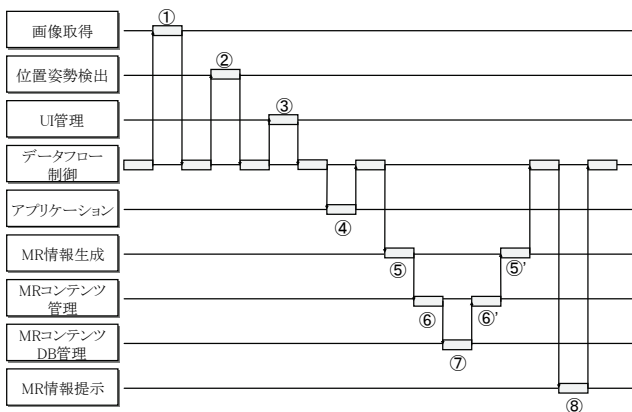 画像取得
①
位置姿勢検出
②
UI管理
③
データフロー
制御
アプリケーション
④
MR情報生成
⑤
⑤'
MRコンテンツ
管理
⑥
⑥'
MRコンテンツ
DB管理
⑦
MR情報提示
⑧